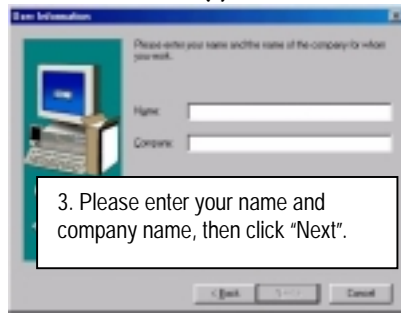 User Information
Please enter your name and the name of the company for whom
you work.
Name:
Company:
3. Please enter your name and
company name, then click "Next".
< Back
Next >
Cancel